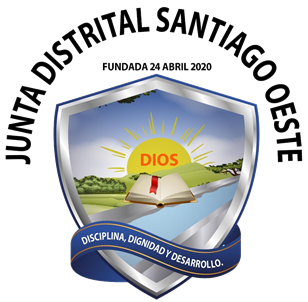 JUNTA DISTRITAL SANTIAGO OESTE
FUNDADA 24 ABRIL 2020
DIOS
DISCIPLINA, DIGNIDAD Y DESARROLLO.